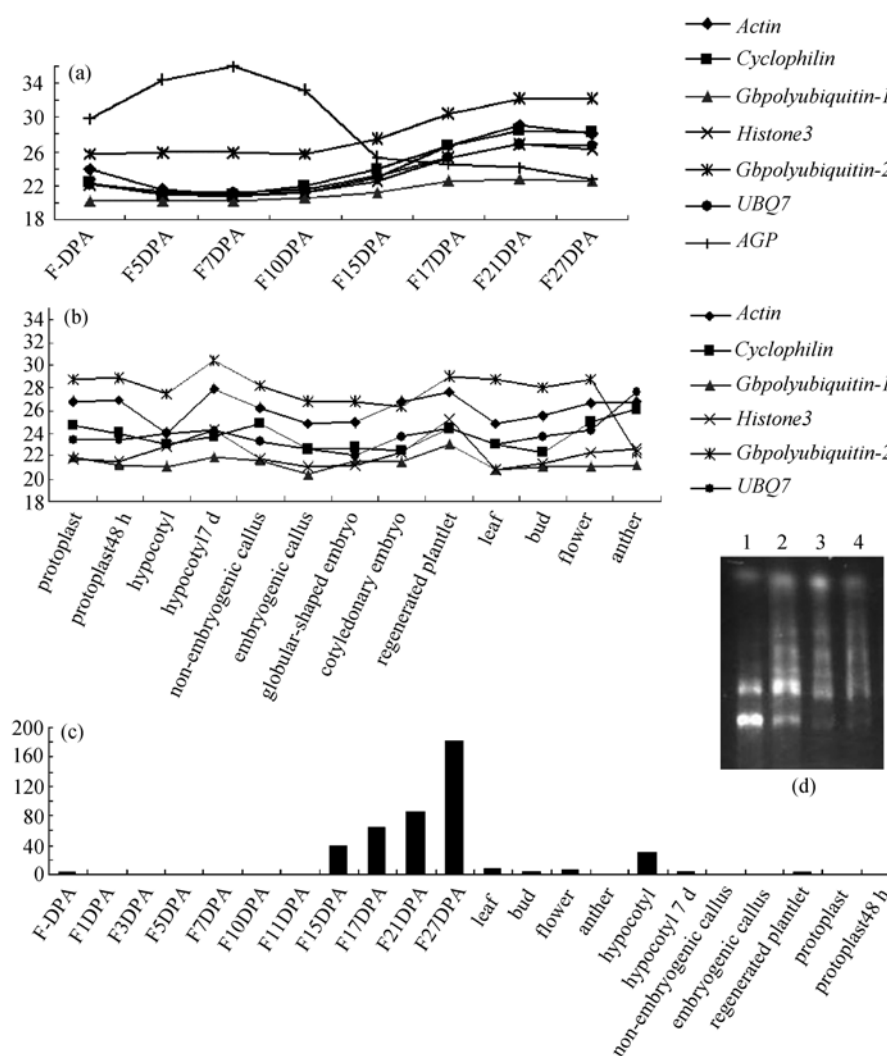 (a)
34
30
26
22
18
F-DPA
F5DPA
F7DPA
F10DPA
F15DPA
F17DPA
F21DPA
F27DPA
Actin
Cyclophilin
Gbpolyubiquitin-1
Histone3
Gbpolyubiquitin-2
UBQ7
AGP
(b)
34
32
30
28
26
24
22
20
18
protoplast
protoplast48 h
hypocotyl
hypocotyl7 d
non-embryogenic callus
embryogenic callus
globular-shaped embryo
cotyledonary embryo
regenerated plantlet
leaf
bud
flower
anther
Actin
Cyclophilin
Gbpolyubiquitin-1
Histone3
Gbpolyubiquitin-2
UBQ7
1 2 3 4
(d)
(c)
200
160
120
80
40
0
F-DPA
F1DPA
F3DPA
F5DPA
F7DPA
F10DPA
F11DPA
F15DPA
F17DPA
F21DPA
F27DPA
leaf
bud
flower
anther
hypocotyl
hypocotyl 7 d
non-embryogenic callus
embryogenic callus
regenerated plantlet
protoplast
protoplast48 h